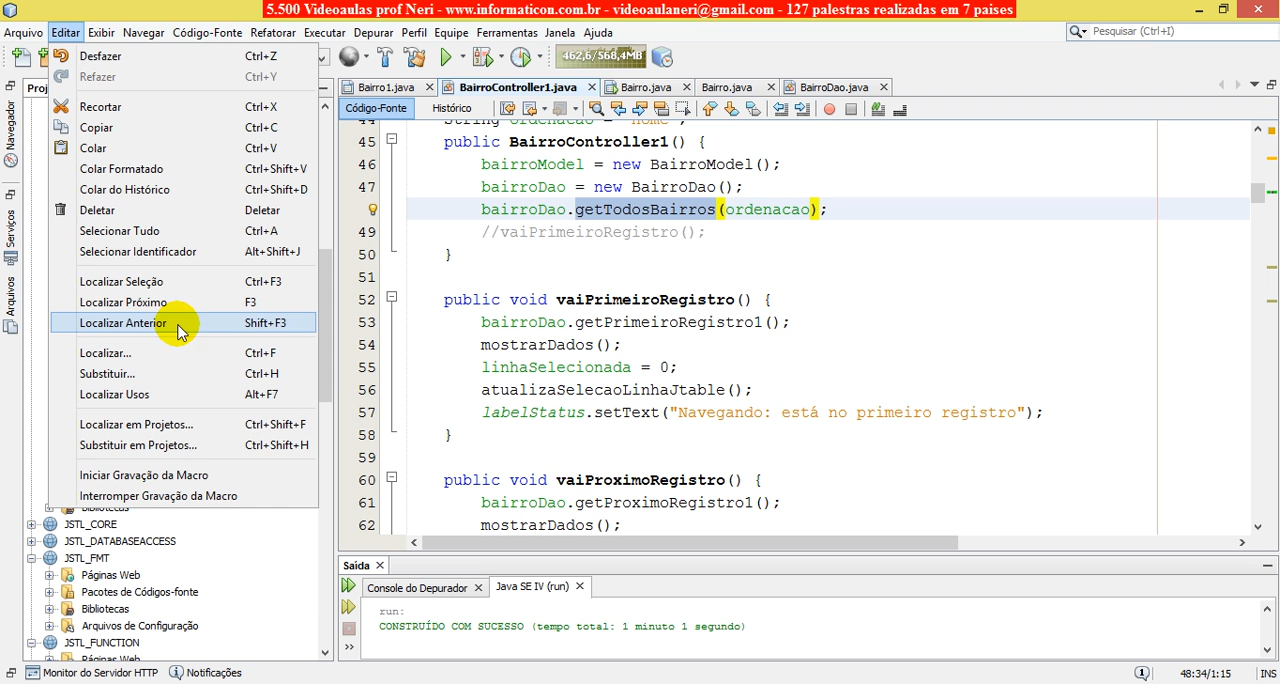 5.500 Videoaulas prof Neri - www.informaticon.com.br - videoaulaneri@gmail.com - 127 palestras realizadas em 7 paises
Arquivo Editar Exibir Navegar Código-Fonte Refatorar Executar Depurar Perfil Equipe Ferramentas Janela Ajuda
Pesquisar (Ctrl+I)
462,6/568,4MB
Desfazer Ctrl+Z
Refazer Ctrl+Y
Recortar Ctrl+X
Copiar Ctrl+C
Colar Ctrl+V
Colar Formatado Ctrl+Shift+V
Colar do Histórico Ctrl+Shift+D
Deletar Deletar
Selecionar Tudo Ctrl+A
Selecionar Identificador Alt+Shift+J
Localizar Seleção Ctrl+F3
Localizar Próximo F3
Localizar Anterior Shift+F3
Localizar... Ctrl+F
Substituir... Ctrl+H
Localizar Usos Alt+F7
Localizar em Projetos... Ctrl+Shift+F
Substituir em Projetos... Ctrl+Shift+H
Iniciar Gravação da Macro
Interromper Gravação da Macro
Navegador
Serviços
Arquivos
Proj
Bibliotecas
JSTL_CORE
JSTL_DATABASEACCESS
JSTL_FMT
Páginas Web
Pacotes de Códigos-fonte
Bibliotecas
Arquivos de Configuração
JSTL_FUNCTION
Páginas Web
Bairro1.java BairroController1.java Bairro.java Bairro.java BairroDao.java
Código-Fonte Histórico
44 String ordenacao = "nome";
45 public BairroController1() {
46 bairroModel = new BairroModel();
47 bairroDao = new BairroDao();
bairroDao.getTodosBairros(ordenacao);
49 //vaiPrimeiroRegistro();
50 }
51
52 public void vaiPrimeiroRegistro() {
53 bairroDao.getPrimeiroRegistro1();
54 mostrarDados();
55 linhaSelecionada = 0;
56 atualizaSelecaoLinhaJtable();
57 labelStatus.setText("Navegando: está no primeiro registro");
58 }
59
60 public void vaiProximoRegistro() {
61 bairroDao.getProximoRegistro1();
62 mostrarDados();
Saída
Console do Depurador Java SE IV (run)
run:
CONSTRUÍDO COM SUCESSO (tempo total: 1 minuto 1 segundo)
Monitor do Servidor HTTP Notificações
1 48:34/1:15 INS